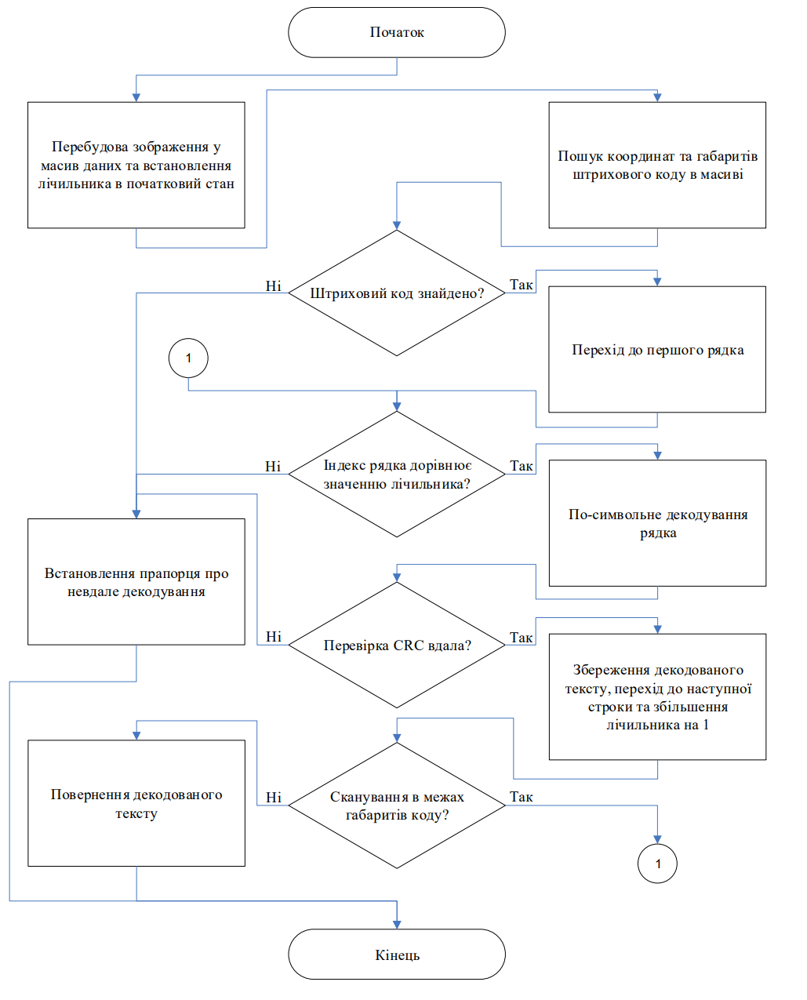 Початок
Перебудова зображення у
масив даних та встановлення
лічильника в початковий стан
Пошук координат та габаритів
штрихового коду в масиві
Штриховий код знайдено?
Ні
Так
Перехід до першого рядка
1
Індекс рядка дорівнює
значенню лічильника?
Ні
Так
По-символьне декодування
рядка
Встановлення прапорця про
невдале декодування
Перевірка CRC вдала?
Ні
Так
Збереження декодованого
тексту, перехід до наступної
строки та збільшення
лічильника на 1
Повернення декодованого
тексту
Сканування в межах
габаритів коду?
Ні
Так
1
Кінець